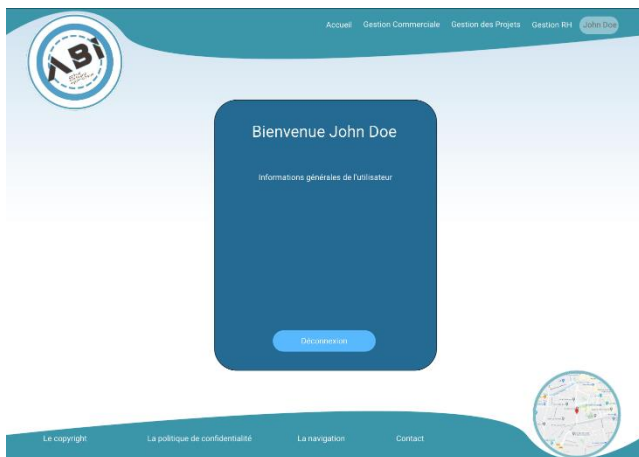 Accueil Gestion Commerciale Gestion des Projets Gestion RH John Doe
ABI
Bienvenue John Doe
Informations générales de l'utilisateur
Déconnexion
Le copyright La politique de confidentialité La navigation Contact